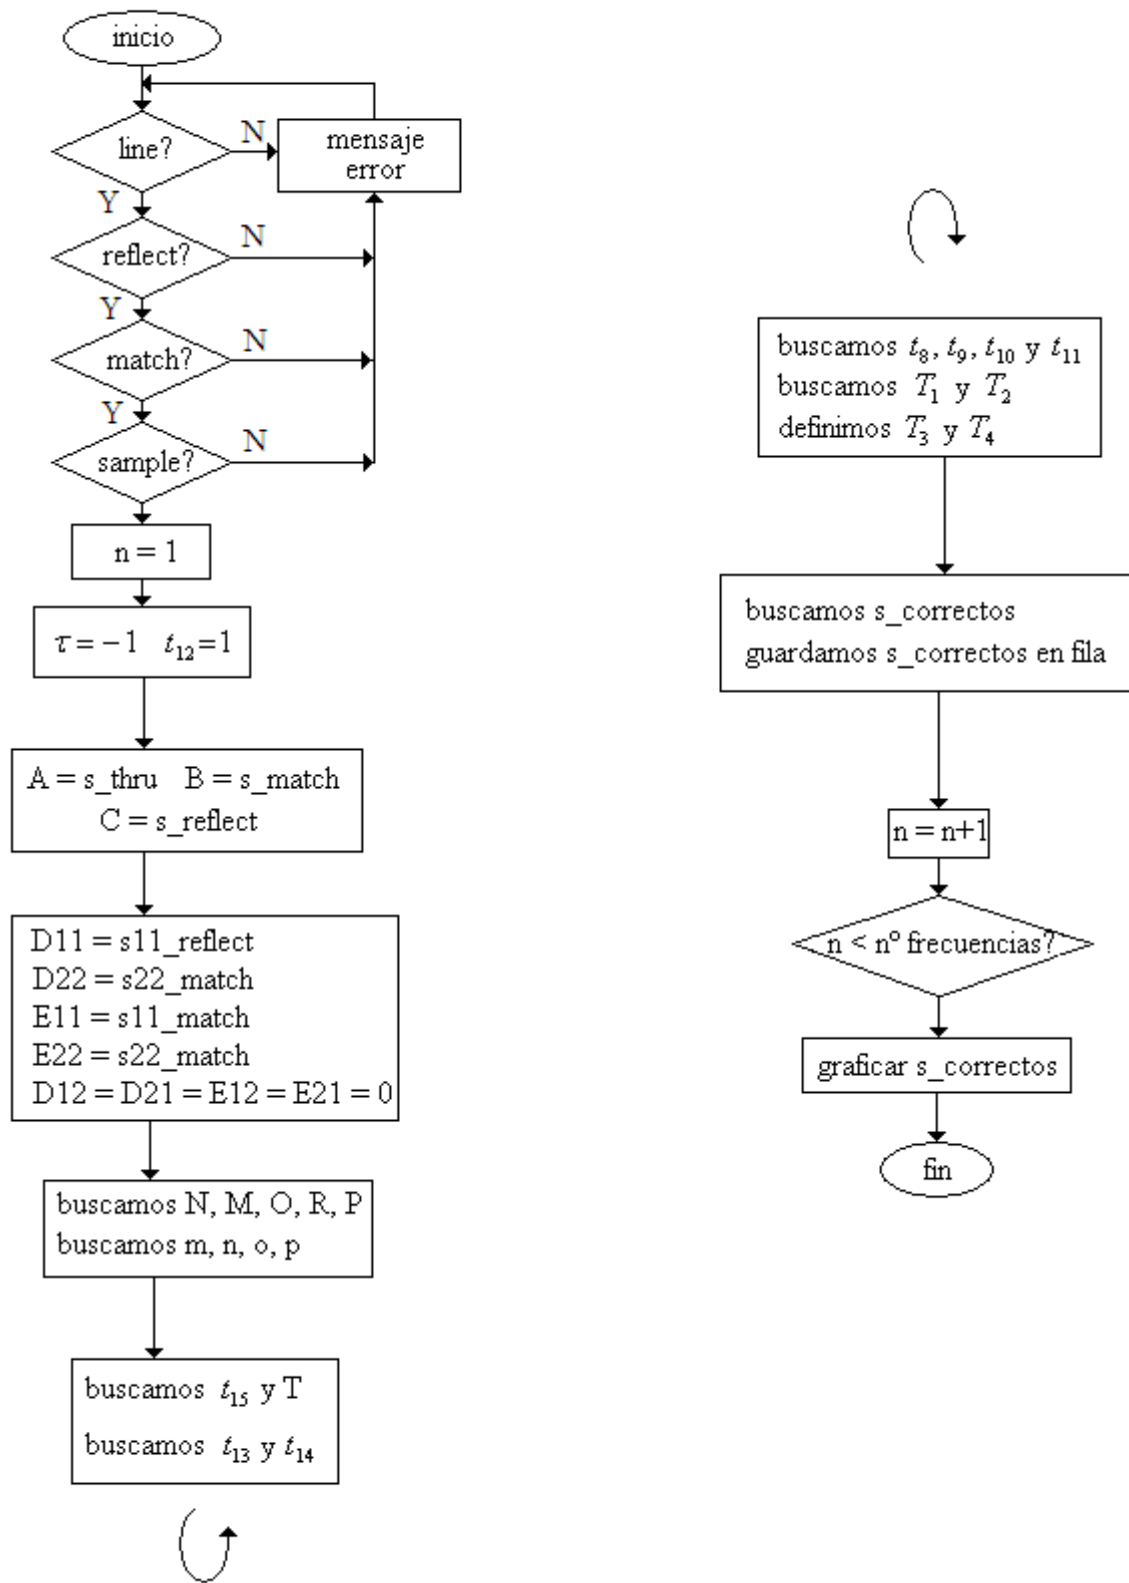 inicio
line?
N
mensaje
error
Y
reflect?
N
Y
match?
N
Y
sample?
N
n = 1
τ = − 1 t12 = 1
A = s_thru B = s_match
C = s_reflect
D11 = s11_reflect
D22 = s22_match
E11 = s11_match
E22 = s22_match
D12 = D21 = E12 = E21 = 0
buscamos N, M, O, R, P
buscamos m, n, o, p
buscamos t15 y T
buscamos t13 y t14
buscamos t8, t9, t10 y t11
buscamos T1 y T2
definimos T3 y T4
buscamos s_correctos
guardamos s_correctos en fila
n = n+1
n < nº frecuencias?
graficar s_correctos
fin